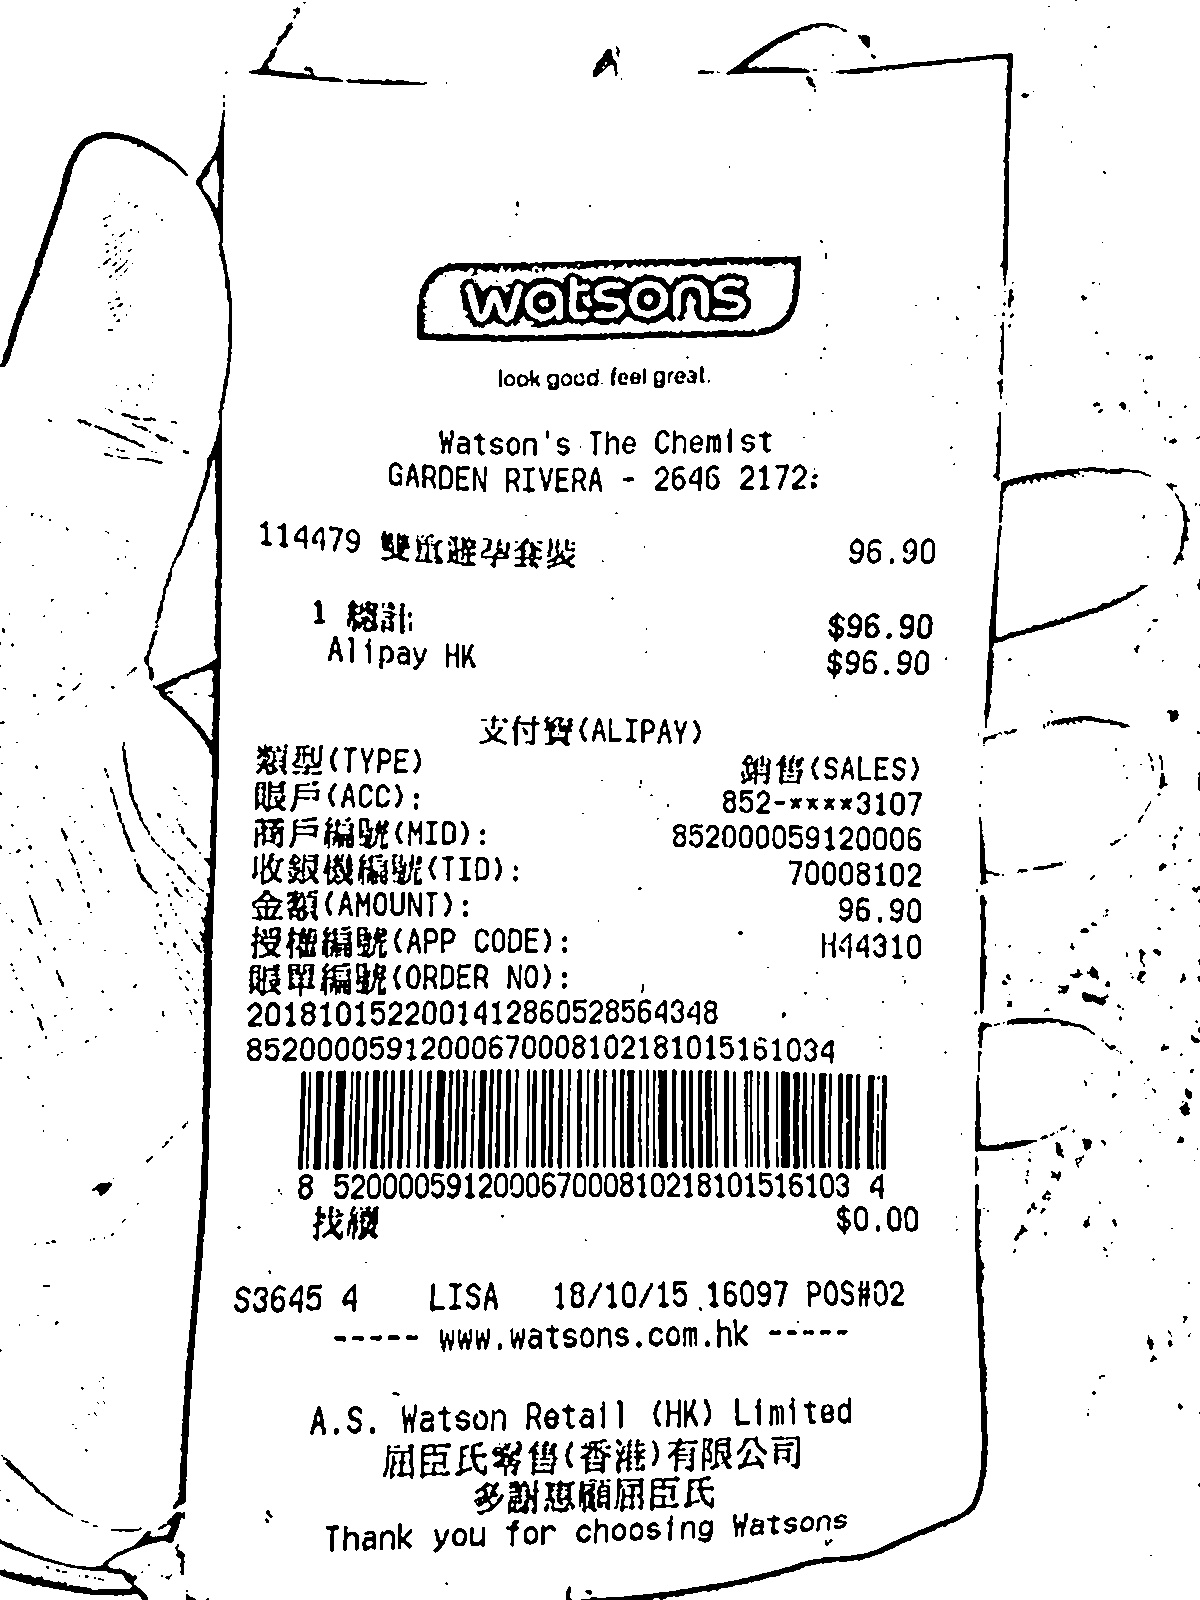 watsons
look good. feel great.
Watson's The Chemist
GARDEN RIVERA - 2646 2172:
114479 雙瓶避孕套裝 96.90
1 總計: $96.90
Alipay HK $96.90
支付寶(ALIPAY)
類型(TYPE) 銷售(SALES)
賬戶(ACC): 852-****3107
商戶編號(MID): 852000059120006
收銀機編號(TID): 70008102
金額(AMOUNT): 96.90
授權編號(APP CODE): H44310
賬單編號(ORDER NO):
2018101522001412860528564348
85200005912000670008102181015161034
8 520000591200067000810218101516103 4
找續 $0.00
S3645 4 LISA 18/10/15 16097 POS#02
----- www.watsons.com.hk -----
A.S. Watson Retail (HK) Limited
屈臣氏零售(香港)有限公司
多謝惠顧屈臣氏
Thank you for choosing Watsons